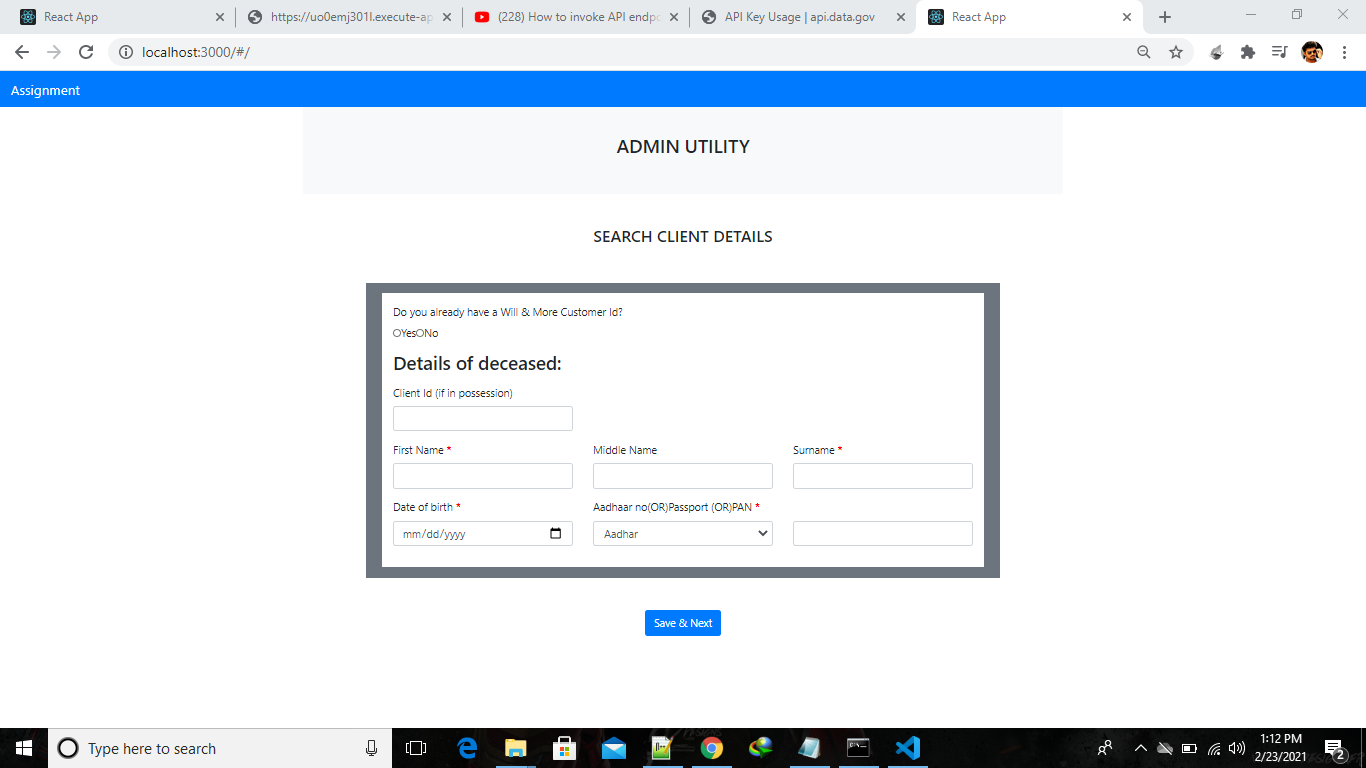 React App
https://uo0emj301l.execute-ap
(228) How to invoke API endpo
API Key Usage | api.data.gov
React App
localhost:3000/#/
Assignment
ADMIN UTILITY
SEARCH CLIENT DETAILS
Do you already have a Will & More Customer Id?
Yes No
Details of deceased:
Client Id (if in possession)
First Name * Middle Name Surname *
Date of birth * Aadhaar no(OR)Passport (OR)PAN *
mm/dd/yyyy Aadhar
Save & Next
Type here to search
1:12 PM
2/23/2021
2